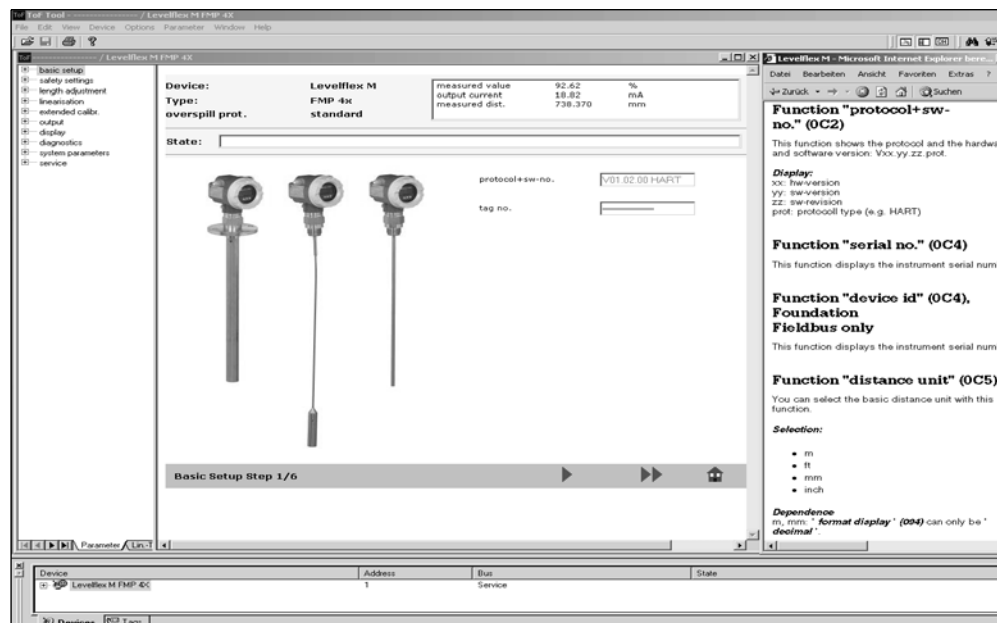 ToF Tool - ---------------- / Levelflex M FMP 4X
File Edit View Device Options Parameter Window Help
---------------- / Levelflex M FMP 4X
basic setup
safety settings
length adjustment
linearisation
extended calibr.
output
display
diagnostics
system parameters
service
Device: Levelflex M
Type: FMP 4x
overspill prot. standard
measured value 92.62 %
output current 18.82 mA
measured dist. 738.370 mm
State:
protocol+sw-no. V01.02.00 HART
tag no. ----------------
Basic Setup Step 1/6
Parameter Lin.-T
Levelflex M - Microsoft Internet Explorer bere...
Datei Bearbeiten Ansicht Favoriten Extras ?
Zurück Suchen
Function "protocol+sw-
no." (0C2)
This function shows the protocol and the hardwa
and software version: Vxx.yy.zz.prot.
Display:
xx: hw-version
yy: sw-version
zz: sw-revision
prot: protocoll type (e.g. HART)
Function "serial no." (0C4)
This function displays the instrument serial num
Function "device id" (0C4),
Foundation
Fieldbus only
This function displays the instrument serial num
Function "distance unit" (0C5)
You can select the basic distance unit with this
function.
Selection:
• m
• ft
• mm
• inch
Dependence
m, mm: ' format display ' (094) can only be '
decimal '.
Device Address Bus State
Levelflex M FMP 4X 1 Service
Devices Tags